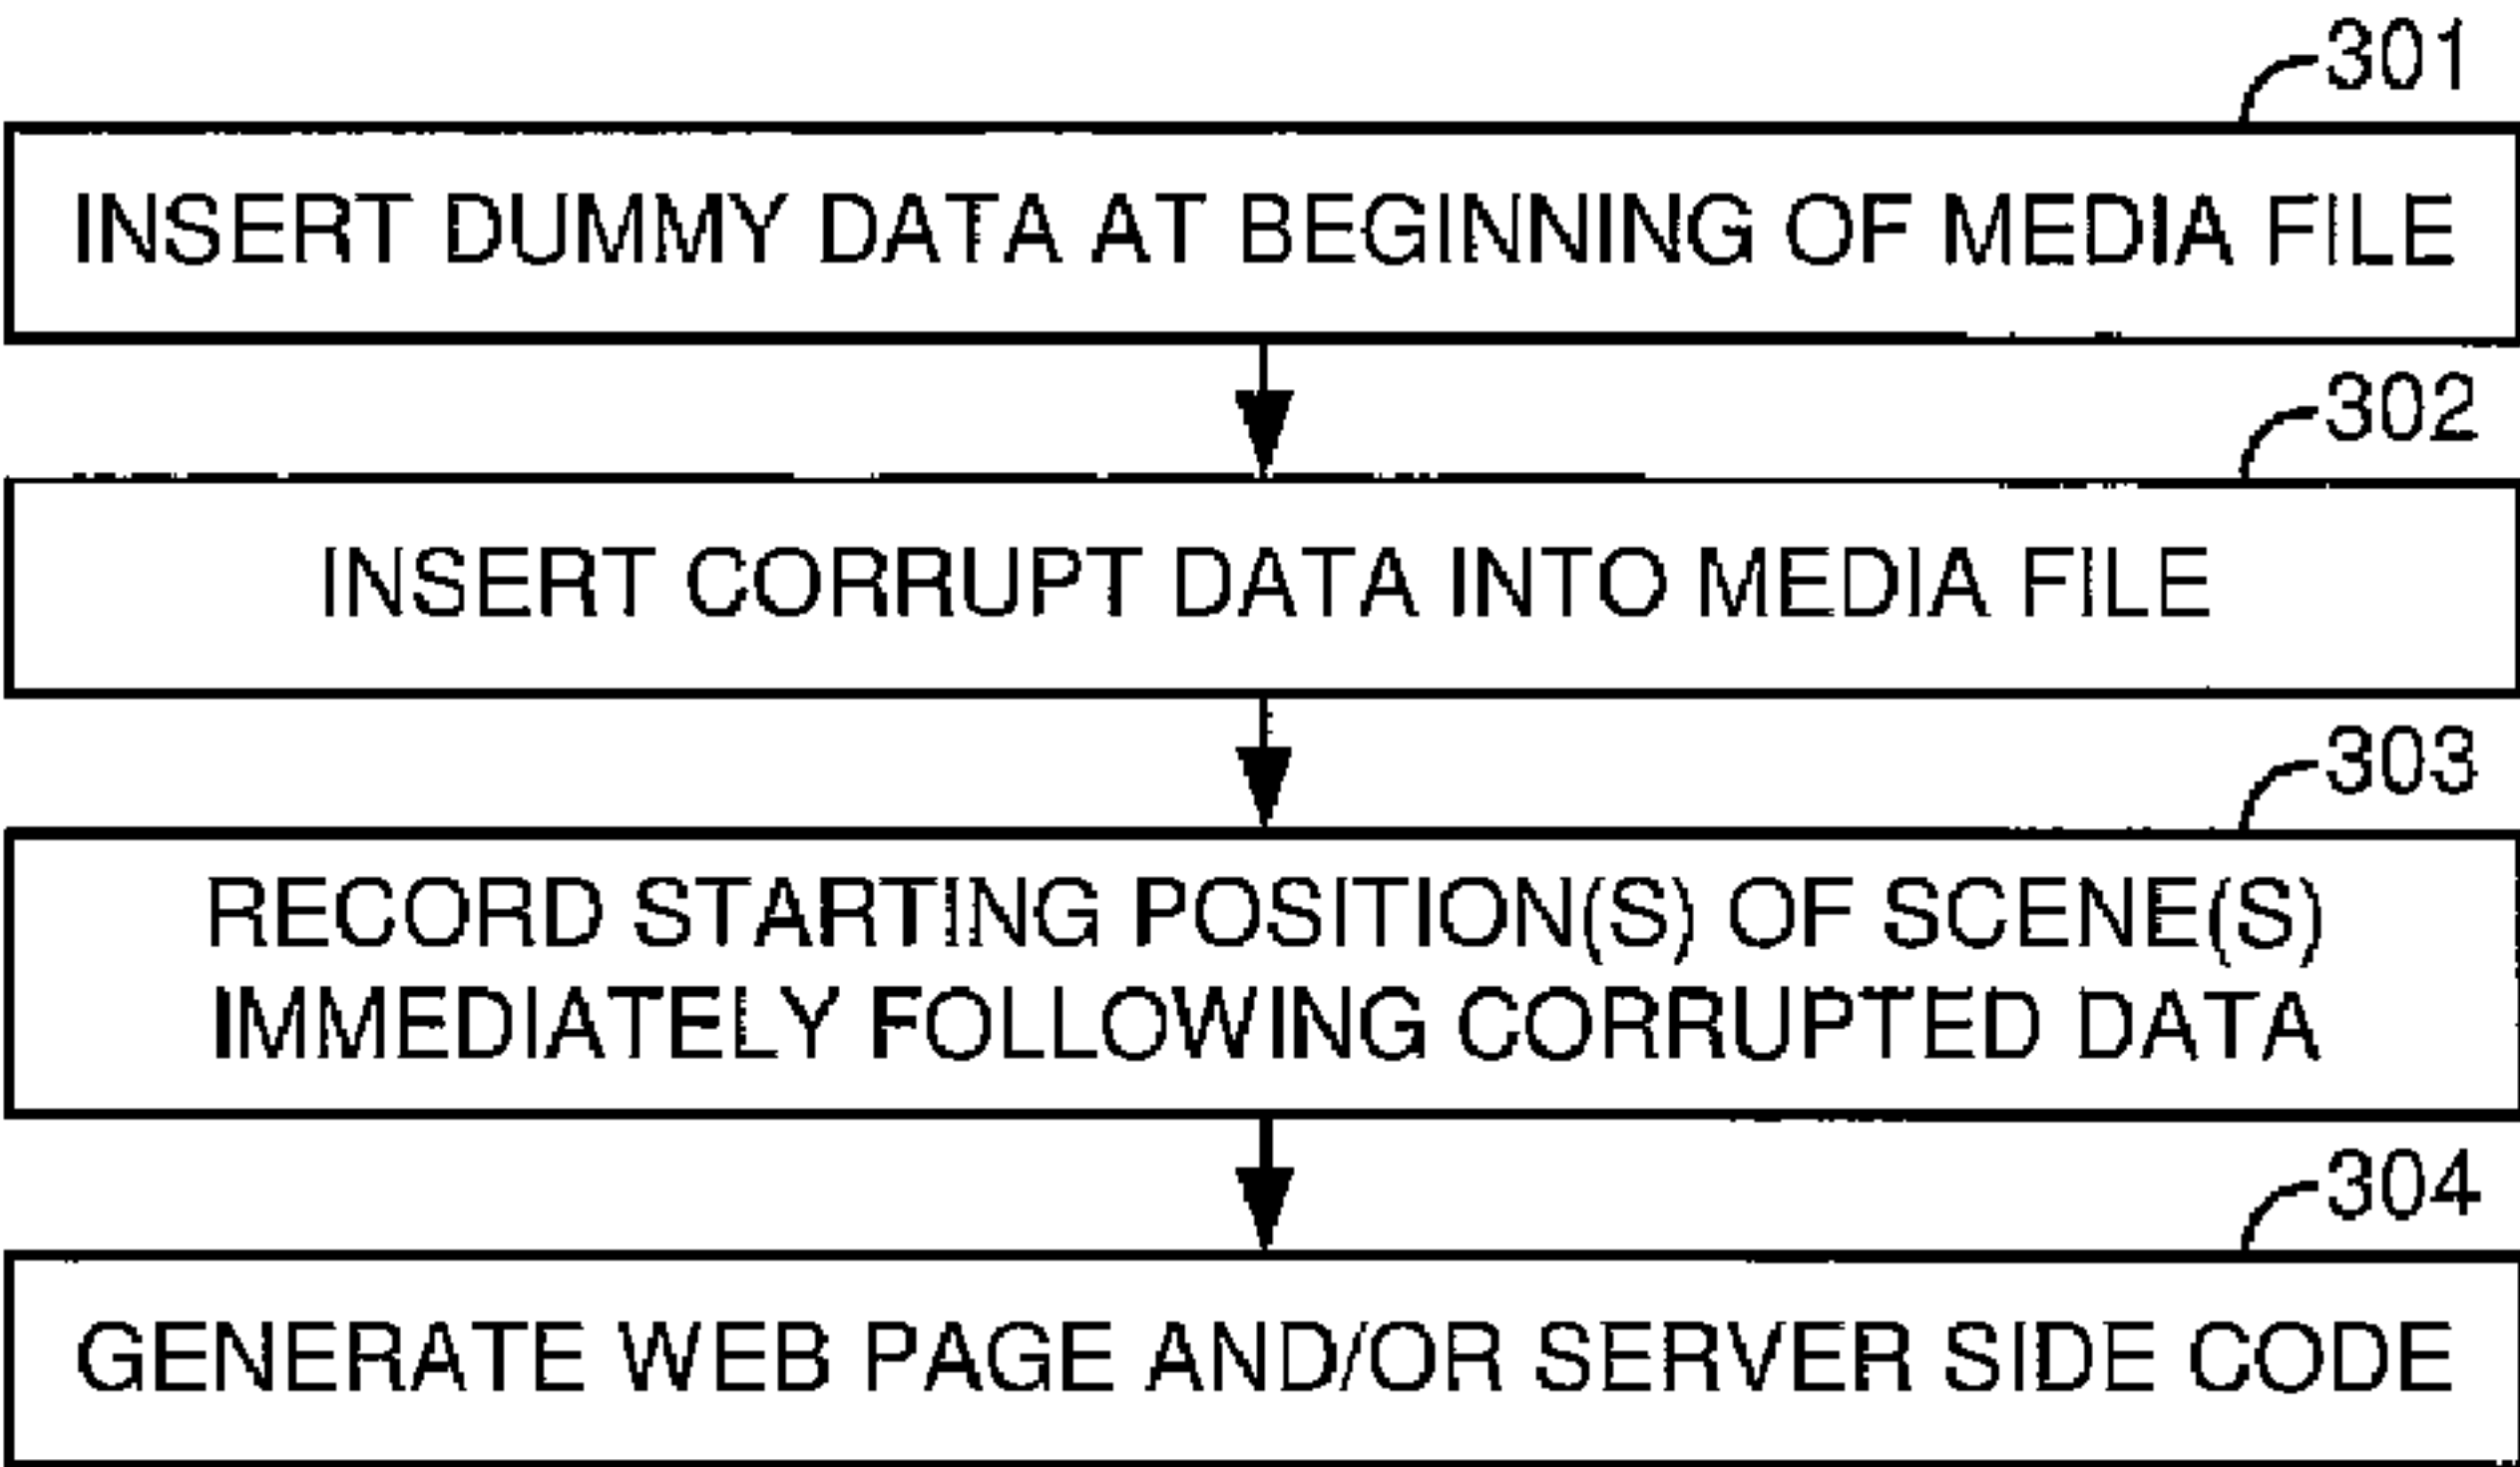 301
INSERT DUMMY DATA AT BEGINNING OF MEDIA FILE
302
INSERT CORRUPT DATA INTO MEDIA FILE
303
RECORD STARTING POSITION(S) OF SCENE(S)
IMMEDIATELY FOLLOWING CORRUPTED DATA
304
GENERATE WEB PAGE AND/OR SERVER SIDE CODE